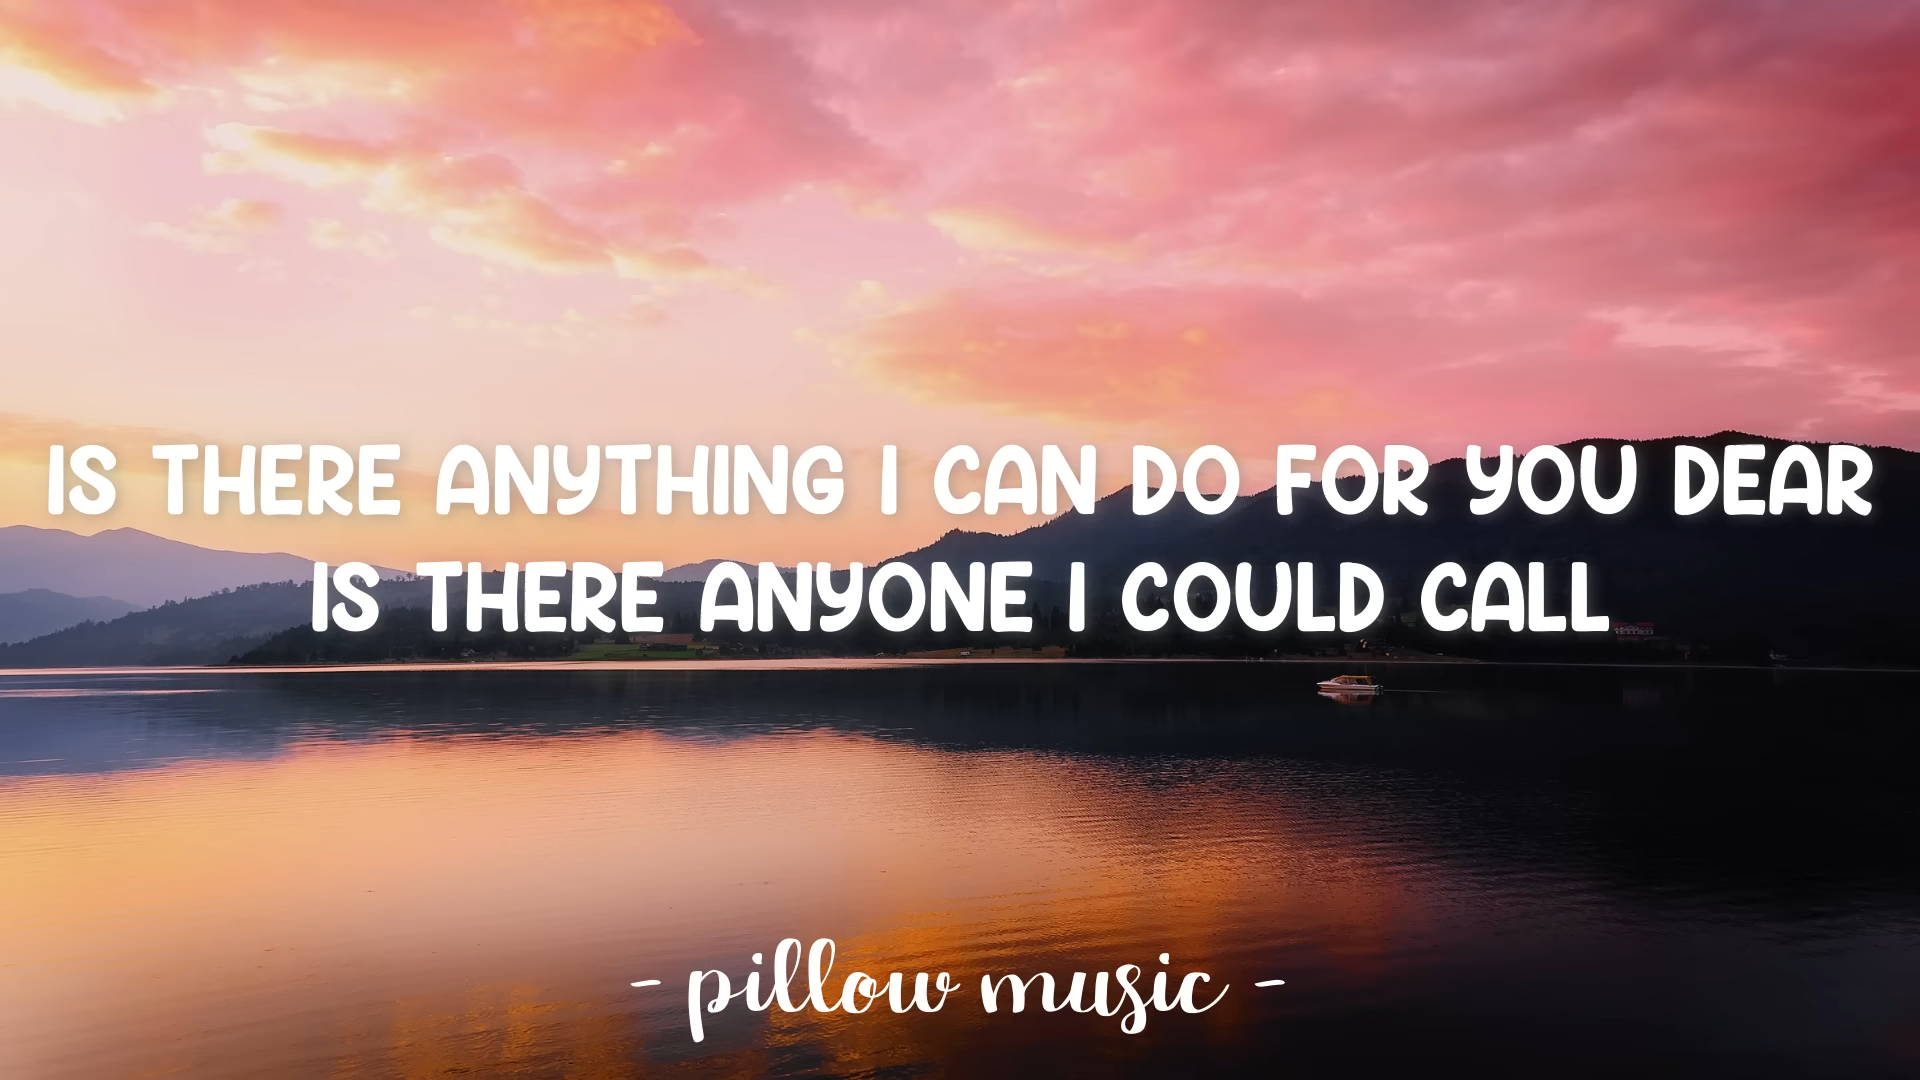 IS THERE ANYTHING I CAN DO FOR YOU DEAR
IS THERE ANYONE I COULD CALL
- pillow music -